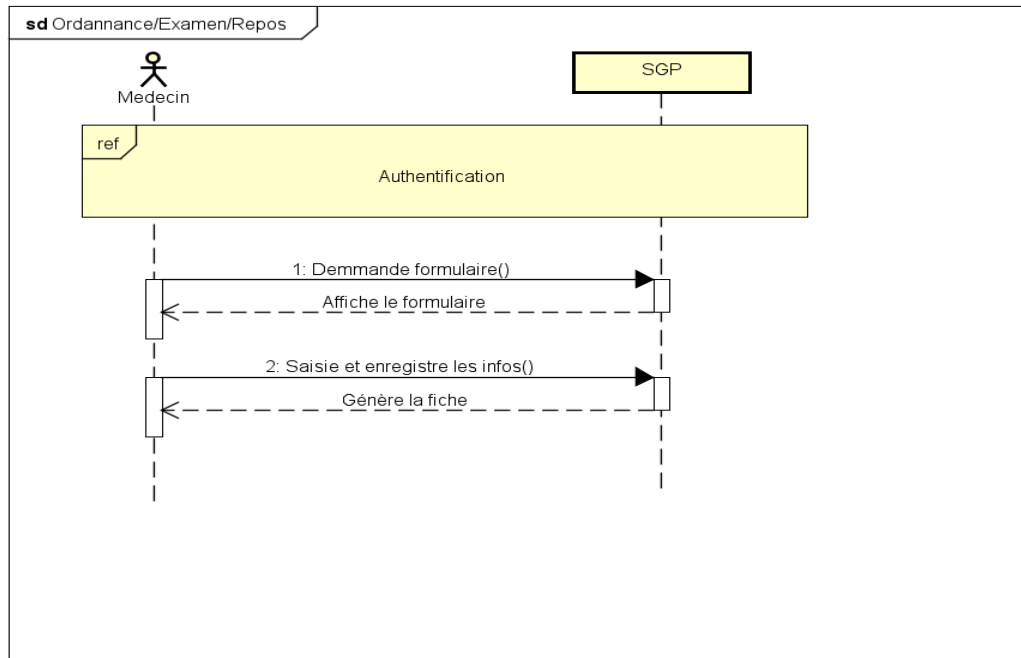 sd Ordannance/Examen/Repos
SGP
Medecin
ref
Authentification
1: Demmande formulaire()
Affiche le formulaire
2: Saisie et enregistre les infos()
Génère la fiche